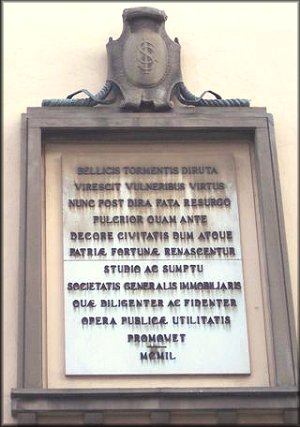 BELLICIS TORMENTIS DIRUTA
VIRESCIT VULNERIBUS VIRTUS
NUNC POST DIRA FATA RESURGO
PULCRIOR QUAM ANTE
DECORE CIVITATIS DUM ATQUE
PATRIÆ FORTUNÆ RENASCENTUR
STUDIO AC SUMPTU
SOCIETATIS GENERALIS IMMOBILIARIS
QUÆ DILIGENTER AC FIDENTER
OPERA PUBLICÆ UTILITATIS
PROMOVET
MCMIL